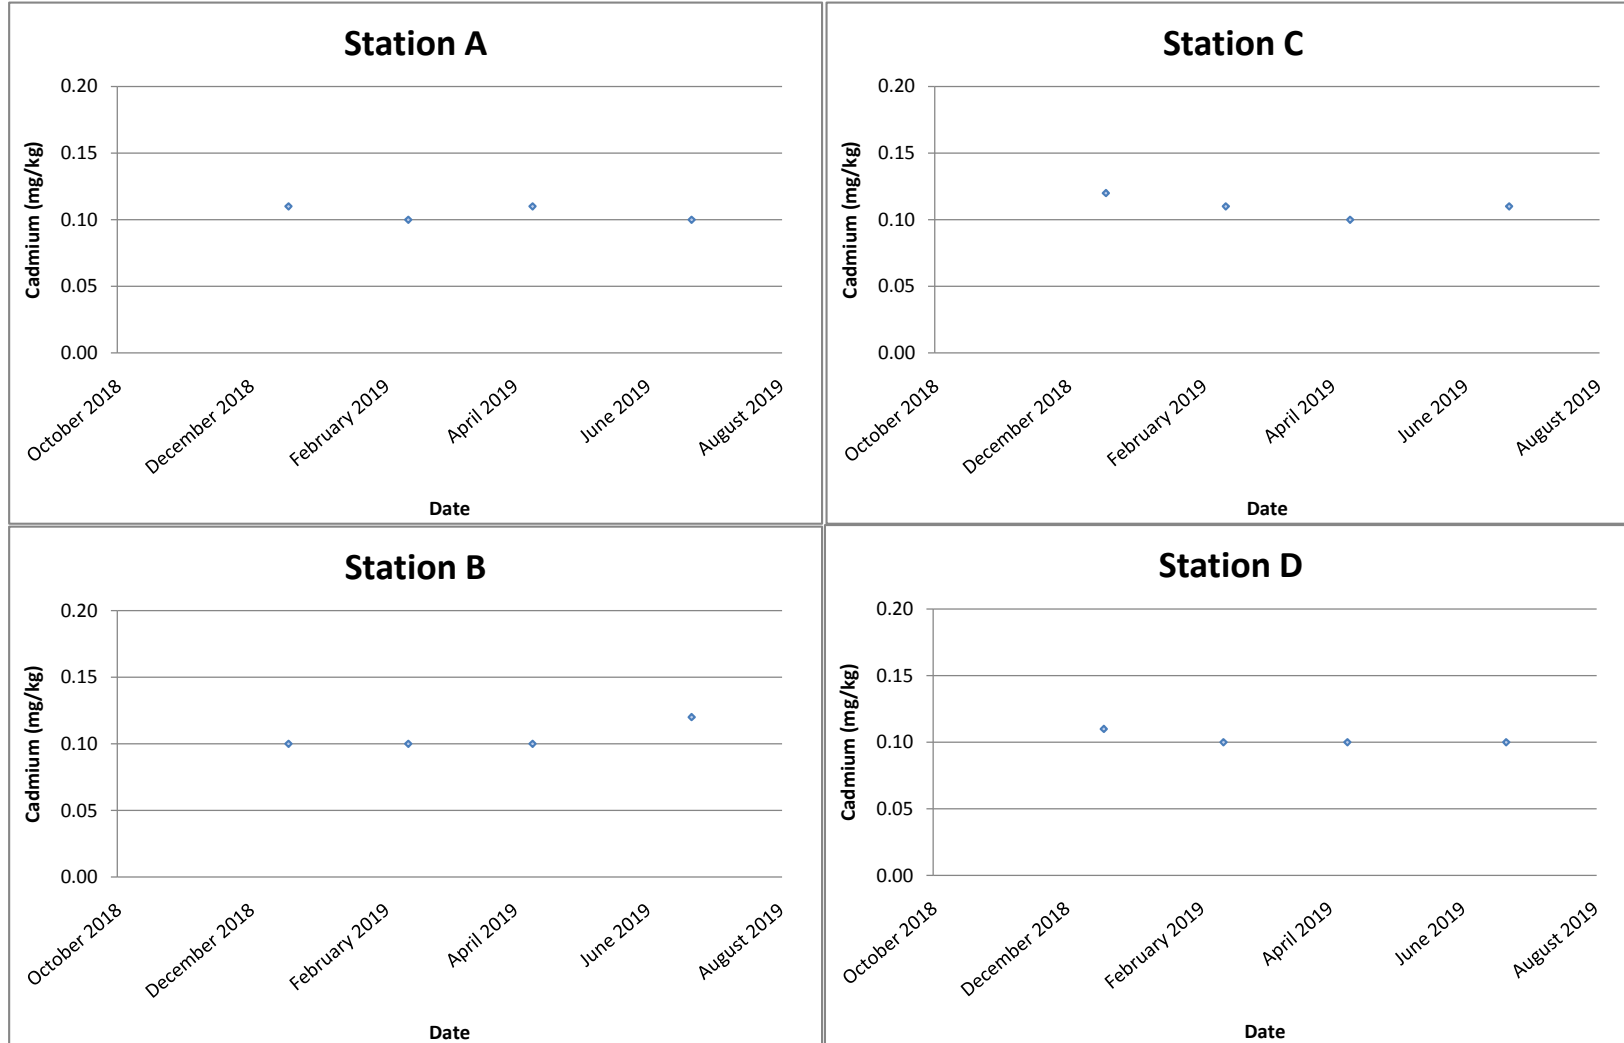 Station A
Cadmium (mg/kg)
0.20
0.15
0.10
0.05
0.00
October 2018
December 2018
February 2019
April 2019
June 2019
August 2019
Date
Station C
Cadmium (mg/kg)
0.20
0.15
0.10
0.05
0.00
October 2018
December 2018
February 2019
April 2019
June 2019
August 2019
Date
Station B
Cadmium (mg/kg)
0.20
0.15
0.10
0.05
0.00
October 2018
December 2018
February 2019
April 2019
June 2019
August 2019
Date
Station D
Cadmium (mg/kg)
0.20
0.15
0.10
0.05
0.00
October 2018
December 2018
February 2019
April 2019
June 2019
August 2019
Date